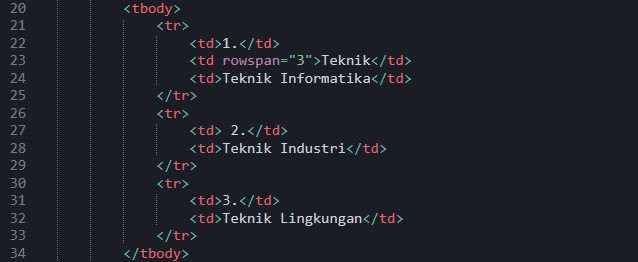 20 <tbody>
21 <tr>
22 <td>1.</td>
23 <td rowspan="3">Teknik</td>
24 <td>Teknik Informatika</td>
25 </tr>
26 <tr>
27 <td> 2.</td>
28 <td>Teknik Industri</td>
29 </tr>
30 <tr>
31 <td>3.</td>
32 <td>Teknik Lingkungan</td>
33 </tr>
34 </tbody>